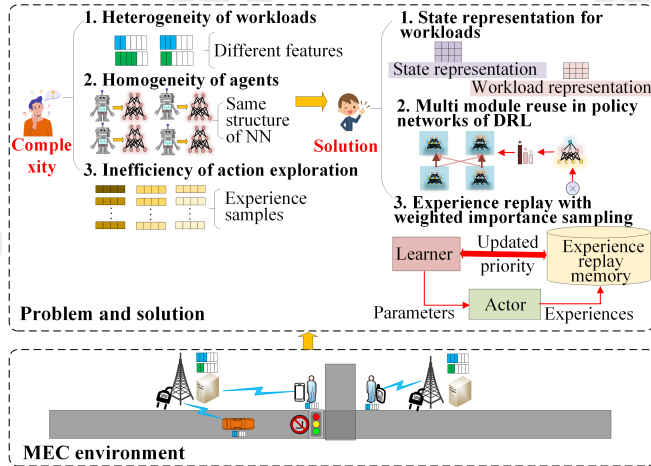 1. Heterogeneity of workloads
Different features
2. Homogeneity of agents
Same
structure
of NN
3. Inefficiency of action exploration
Experience
samples
Comple
xity
Solution
1. State representation for
workloads
State representation
Workload representation
2. Multi module reuse in policy
networks of DRL
3. Experience replay with
weighted importance sampling
Learner
Updated
priority
Experience
replay
memory
Parameters
Actor
Experiences
Problem and solution
MEC environment